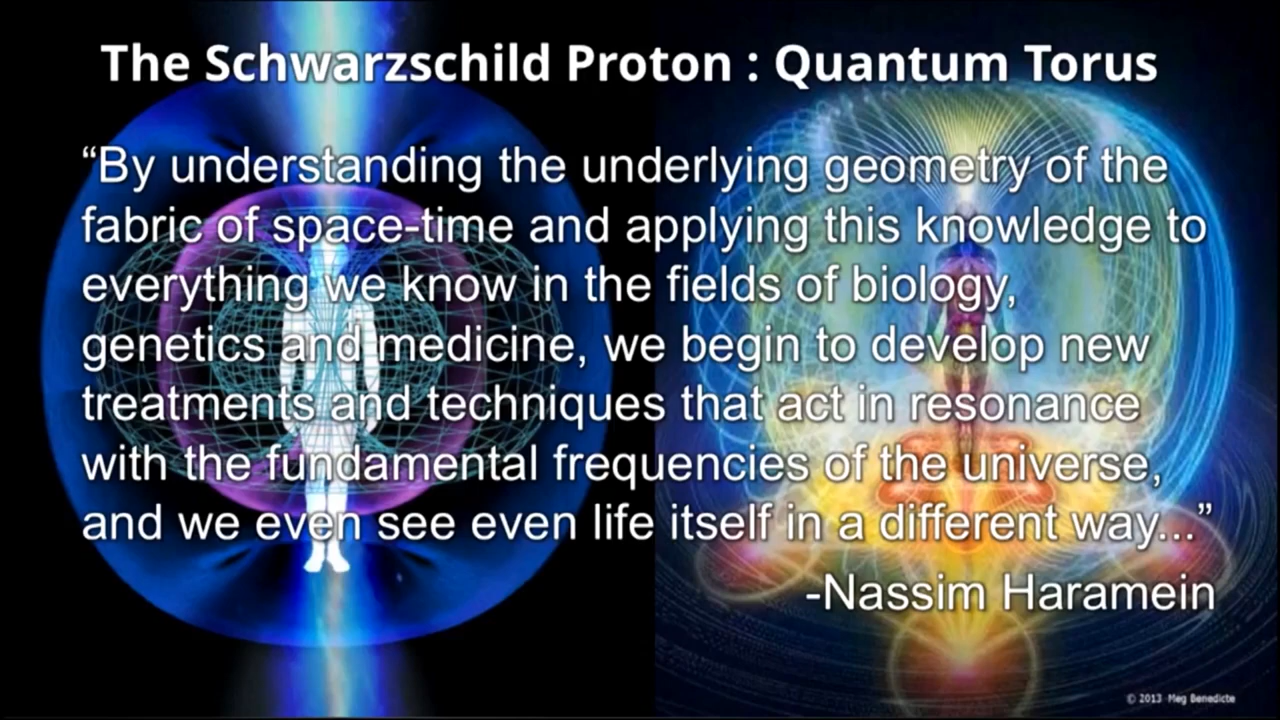 The Schwarzschild Proton : Quantum Torus
“By understanding the underlying geometry of the
fabric of space-time and applying this knowledge to
everything we know in the fields of biology,
genetics and medicine, we begin to develop new
treatments and techniques that act in resonance
with the fundamental frequencies of the universe,
and we even see even life itself in a different way...”
-Nassim Haramein
© 2013 Meg Benedicte